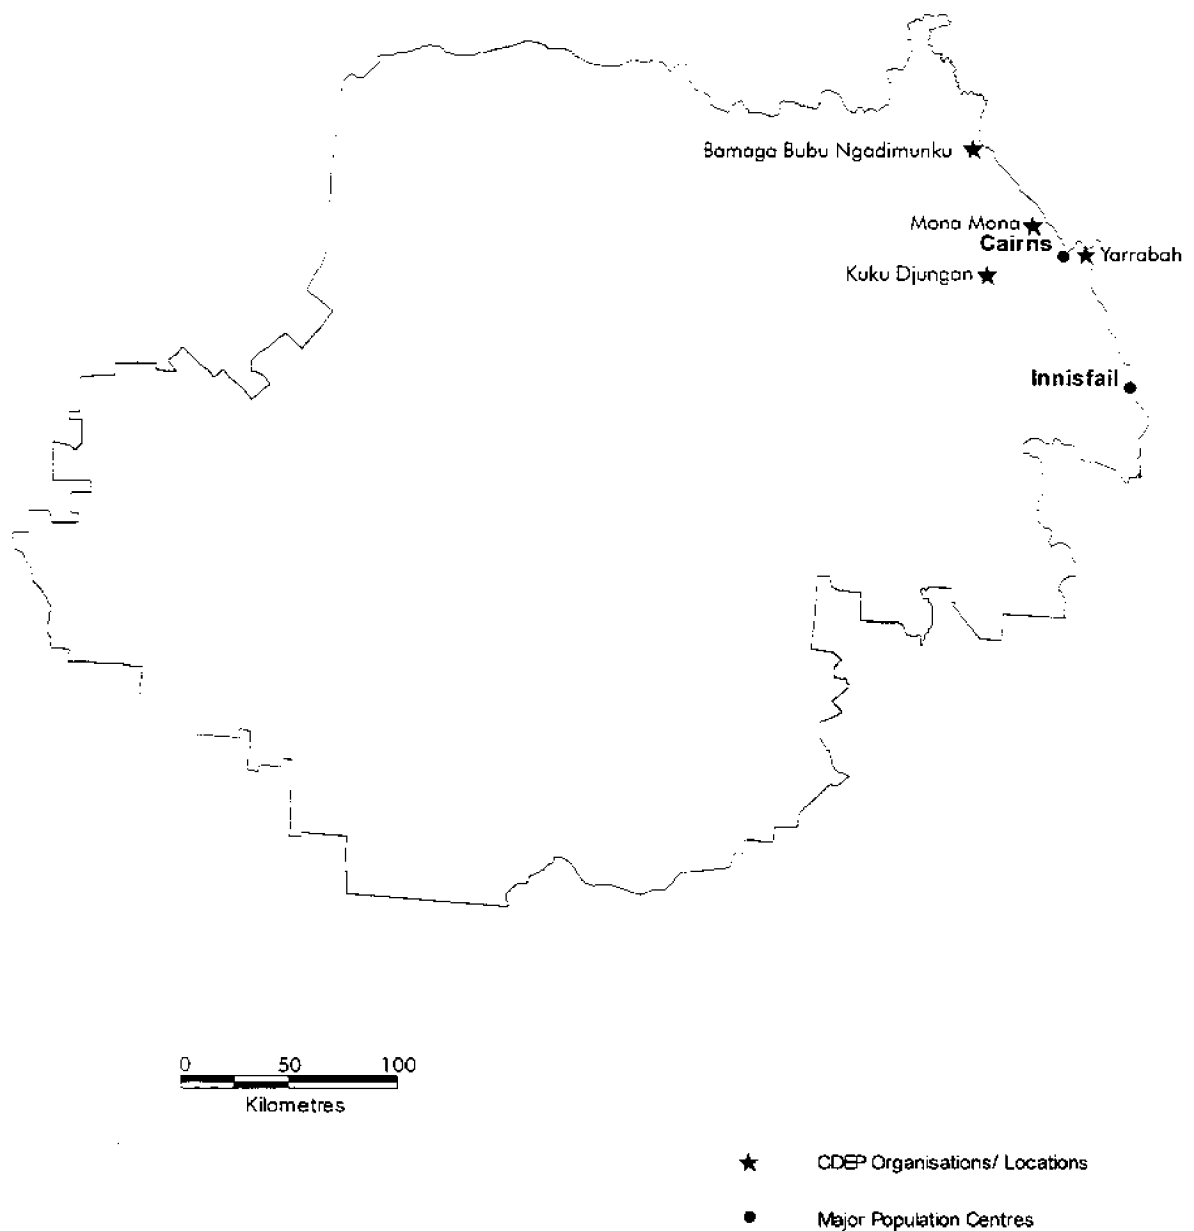 Bamaga Bubu Ngadimunku
Mona Mona
Cairns
Yarrabah
Kuku Djungan
Innisfail
0 50 100
Kilometres
CDEP Organisations/ Locations
Major Population Centres